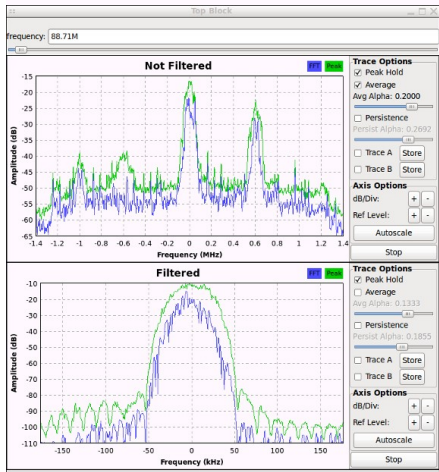 Top Block
frequency: 88.71M
Not Filtered
FFT Peak
Amplitude (dB)
-15
-20
-25
-30
-35
-40
-45
-50
-55
-60
-65
-1.4 -1.2 -1 -0.8 -0.6 -0.4 -0.2 0 0.2 0.4 0.6 0.8 1 1.2 1.4
Frequency (MHz)
Trace Options
Peak Hold
Average
Avg Alpha: 0.2000
Persistence
Persist Alpha: 0.2692
Trace A Store
Trace B Store
Axis Options
dB/Div: + -
Ref Level: + -
Autoscale
Stop
Filtered
FFT Peak
Amplitude (dB)
-10
-20
-30
-40
-50
-60
-70
-80
-90
-100
-110
-150 -100 -50 0 50 100 150
Frequency (kHz)
Trace Options
Peak Hold
Average
Avg Alpha: 0.1333
Persistence
Persist Alpha: 0.1855
Trace A Store
Trace B Store
Axis Options
dB/Div: + -
Ref Level: + -
Autoscale
Stop